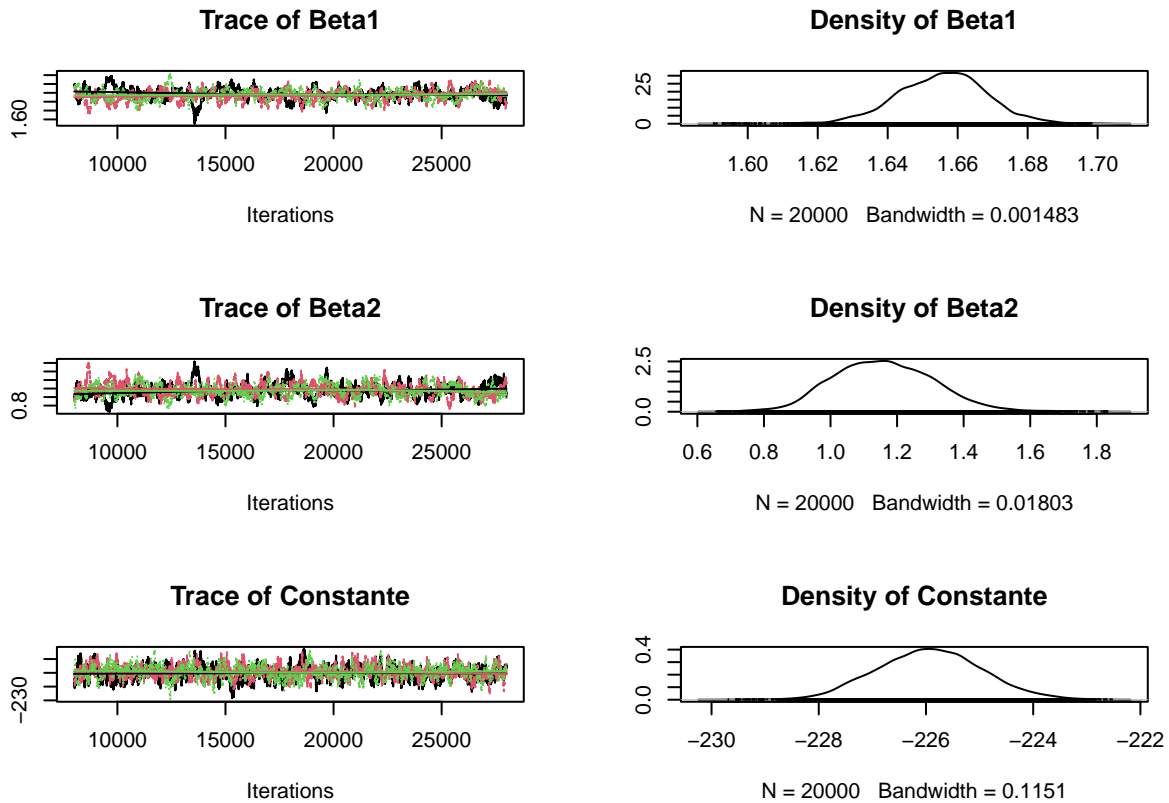 Trace of Beta1
1.60
10000 15000 20000 25000
Iterations
Density of Beta1
0 25
1.60 1.62 1.64 1.66 1.68 1.70
N = 20000 Bandwidth = 0.001483
Trace of Beta2
0.8
10000 15000 20000 25000
Iterations
Density of Beta2
0.0 2.5
0.6 0.8 1.0 1.2 1.4 1.6 1.8
N = 20000 Bandwidth = 0.01803
Trace of Constante
−230
10000 15000 20000 25000
Iterations
Density of Constante
0.0 0.4
−230 −228 −226 −224 −222
N = 20000 Bandwidth = 0.1151